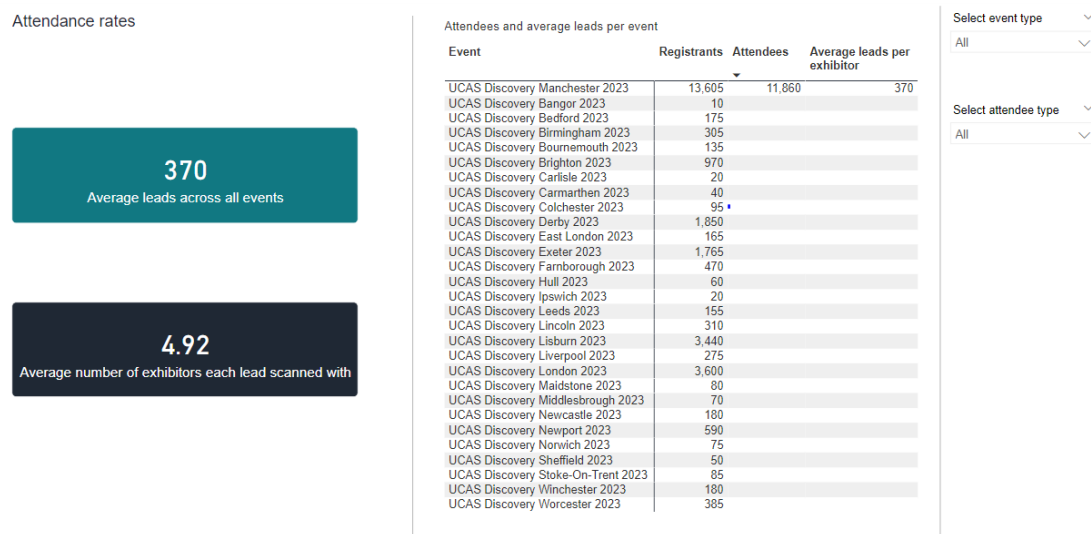 Attendance rates
370
Average leads across all events
4.92
Average number of exhibitors each lead scanned with
Attendees and average leads per event
Event Registrants Attendees Average leads per exhibitor
UCAS Discovery Manchester 2023 13,605 11,860 370
UCAS Discovery Bangor 2023 10
UCAS Discovery Bedford 2023 175
UCAS Discovery Birmingham 2023 305
UCAS Discovery Bournemouth 2023 135
UCAS Discovery Brighton 2023 970
UCAS Discovery Carlisle 2023 20
UCAS Discovery Carmarthen 2023 40
UCAS Discovery Colchester 2023 95
UCAS Discovery Derby 2023 1,850
UCAS Discovery East London 2023 165
UCAS Discovery Exeter 2023 1,765
UCAS Discovery Farnborough 2023 470
UCAS Discovery Hull 2023 60
UCAS Discovery Ipswich 2023 20
UCAS Discovery Leeds 2023 155
UCAS Discovery Lincoln 2023 310
UCAS Discovery Lisburn 2023 3,440
UCAS Discovery Liverpool 2023 275
UCAS Discovery London 2023 3,600
UCAS Discovery Maidstone 2023 80
UCAS Discovery Middlesbrough 2023 70
UCAS Discovery Newcastle 2023 180
UCAS Discovery Newport 2023 590
UCAS Discovery Norwich 2023 75
UCAS Discovery Sheffield 2023 50
UCAS Discovery Stoke-On-Trent 2023 85
UCAS Discovery Winchester 2023 180
UCAS Discovery Worcester 2023 385
Select event type
All
Select attendee type
All